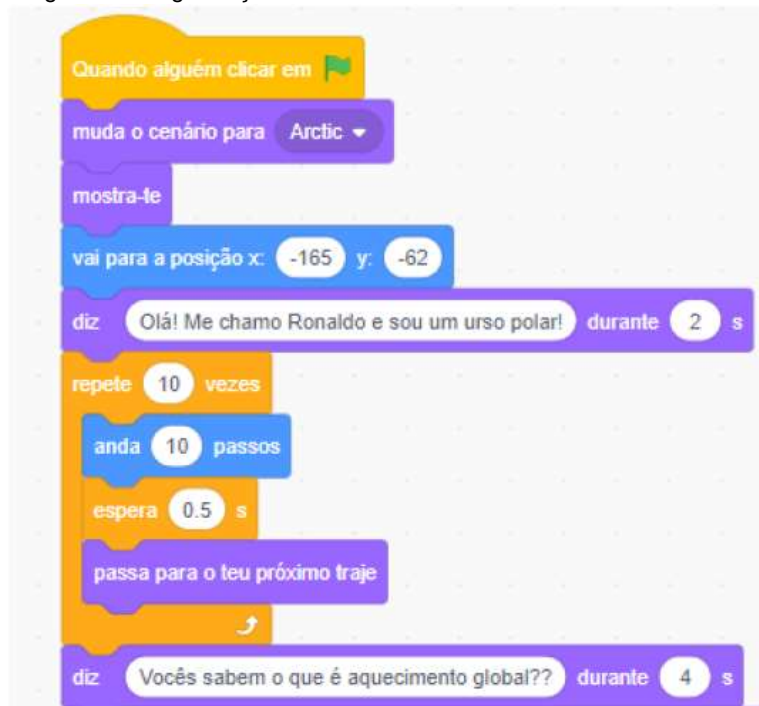 Quando alguém clicar em
muda o cenário para Arctic
mostra-te
vai para a posição x: -165 y: -62
diz Olá! Me chamo Ronaldo e sou um urso polar! durante 2 s
repete 10 vezes
anda 10 passos
espera 0.5 s
passa para o teu próximo traje
diz Vocês sabem o que é aquecimento global?? durante 4 s